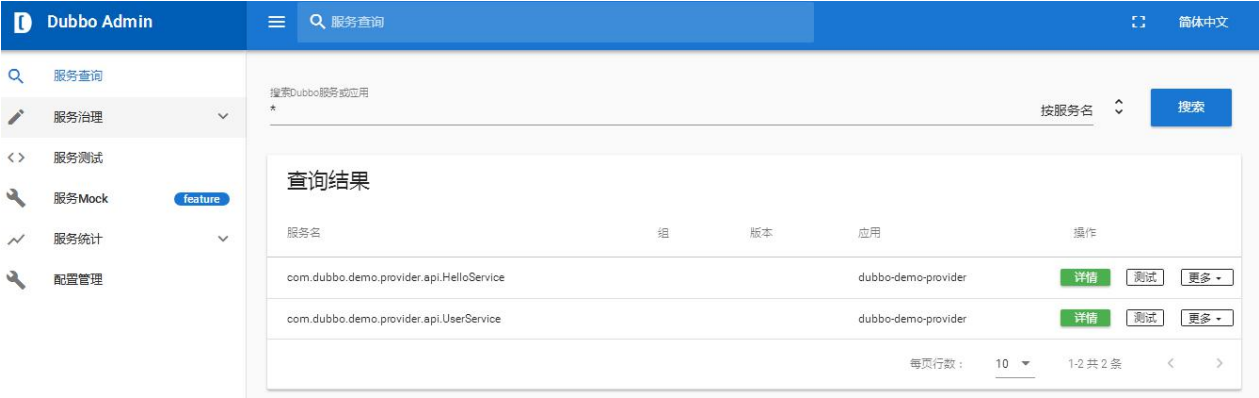 Dubbo Admin
服务查询
简体中文
服务查询
服务治理
服务测试
服务Mock feature
服务统计
配置管理
搜索Dubbo服务或应用
* 按服务名 搜索
查询结果
服务名 组 版本 应用 操作
com.dubbo.demo.provider.api.HelloService dubbo-demo-provider 详情 测试 更多
com.dubbo.demo.provider.api.UserService dubbo-demo-provider 详情 测试 更多
每页行数： 10 1-2 共 2 条